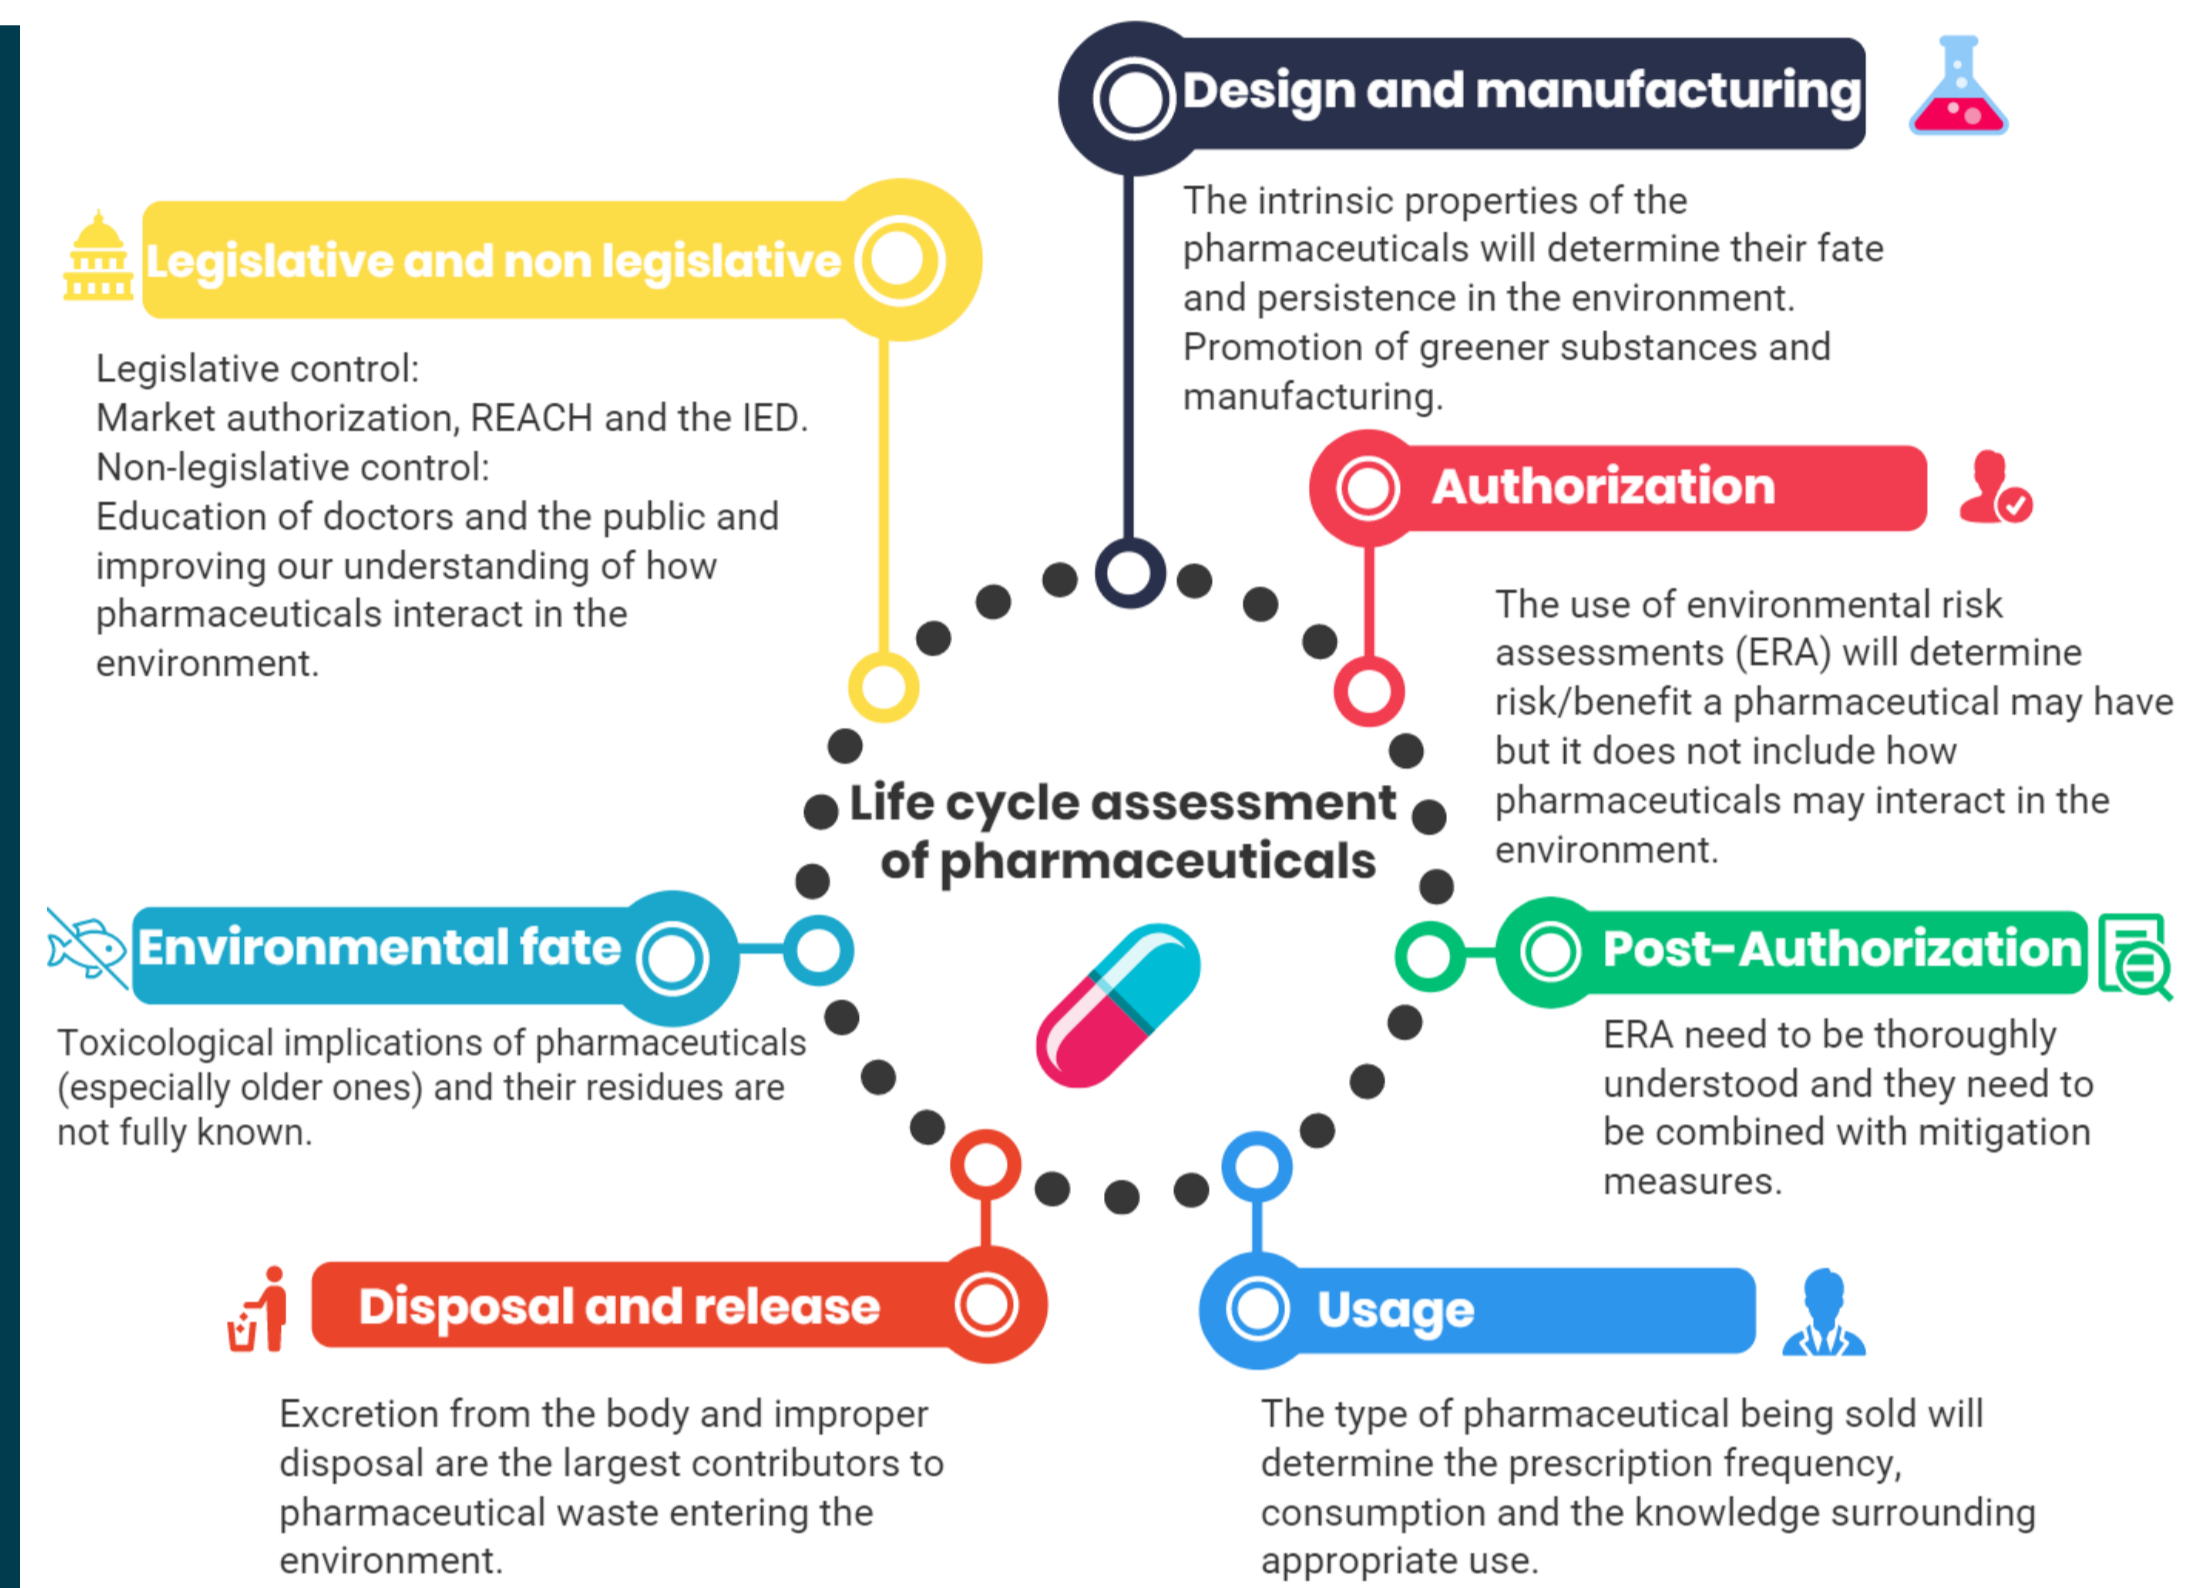 Design and manufacturing
The intrinsic properties of the
pharmaceuticals will determine their fate
and persistence in the environment.
Promotion of greener substances and
manufacturing.
Authorization
The use of environmental risk
assessments (ERA) will determine
risk/benefit a pharmaceutical may have
but it does not include how
pharmaceuticals may interact in the
environment.
Post-Authorization
ERA need to be thoroughly
understood and they need to
be combined with mitigation
measures.
Usage
The type of pharmaceutical being sold will
determine the prescription frequency,
consumption and the knowledge surrounding
appropriate use.
Disposal and release
Excretion from the body and improper
disposal are the largest contributors to
pharmaceutical waste entering the
environment.
Environmental fate
Toxicological implications of pharmaceuticals
(especially older ones) and their residues are
not fully known.
Legislative and non legislative
Legislative control:
Market authorization, REACH and the IED.
Non-legislative control:
Education of doctors and the public and
improving our understanding of how
pharmaceuticals interact in the
environment.
Life cycle assessment
of pharmaceuticals